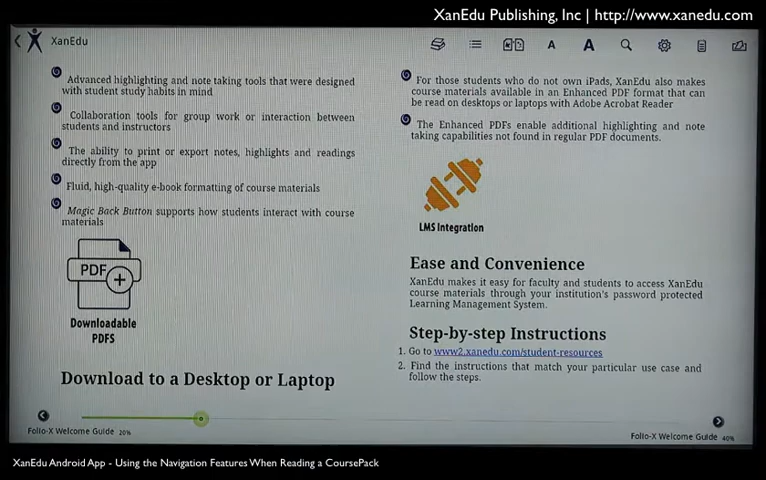 XanEdu Publishing, Inc | http://www.xanedu.com
XanEdu
A A
Advanced highlighting and note taking tools that were designed
with student study habits in mind
Collaboration tools for group work or interaction between
students and instructors
The ability to print or export notes, highlights and readings
directly from the app
Fluid, high-quality e-book formatting of course materials
Magic Back Button supports how students interact with course
materials
PDF
Downloadable
PDFS
Download to a Desktop or Laptop
For those students who do not own iPads, XanEdu also makes
course materials available in an Enhanced PDF format that can
be read on desktops or laptops with Adobe Acrobat Reader
The Enhanced PDFs enable additional highlighting and note
taking capabilities not found in regular PDF documents.
LMS Integration
Ease and Convenience
XanEdu makes it easy for faculty and students to access XanEdu
course materials through your institution's password protected
Learning Management System.
Step-by-step Instructions
1. Go to www2.xanedu.com/student-resources
2. Find the instructions that match your particular use case and
follow the steps.
Folio-X Welcome Guide 20%
Folio-X Welcome Guide 40%
XanEdu Android App - Using the Navigation Features When Reading a CoursePack